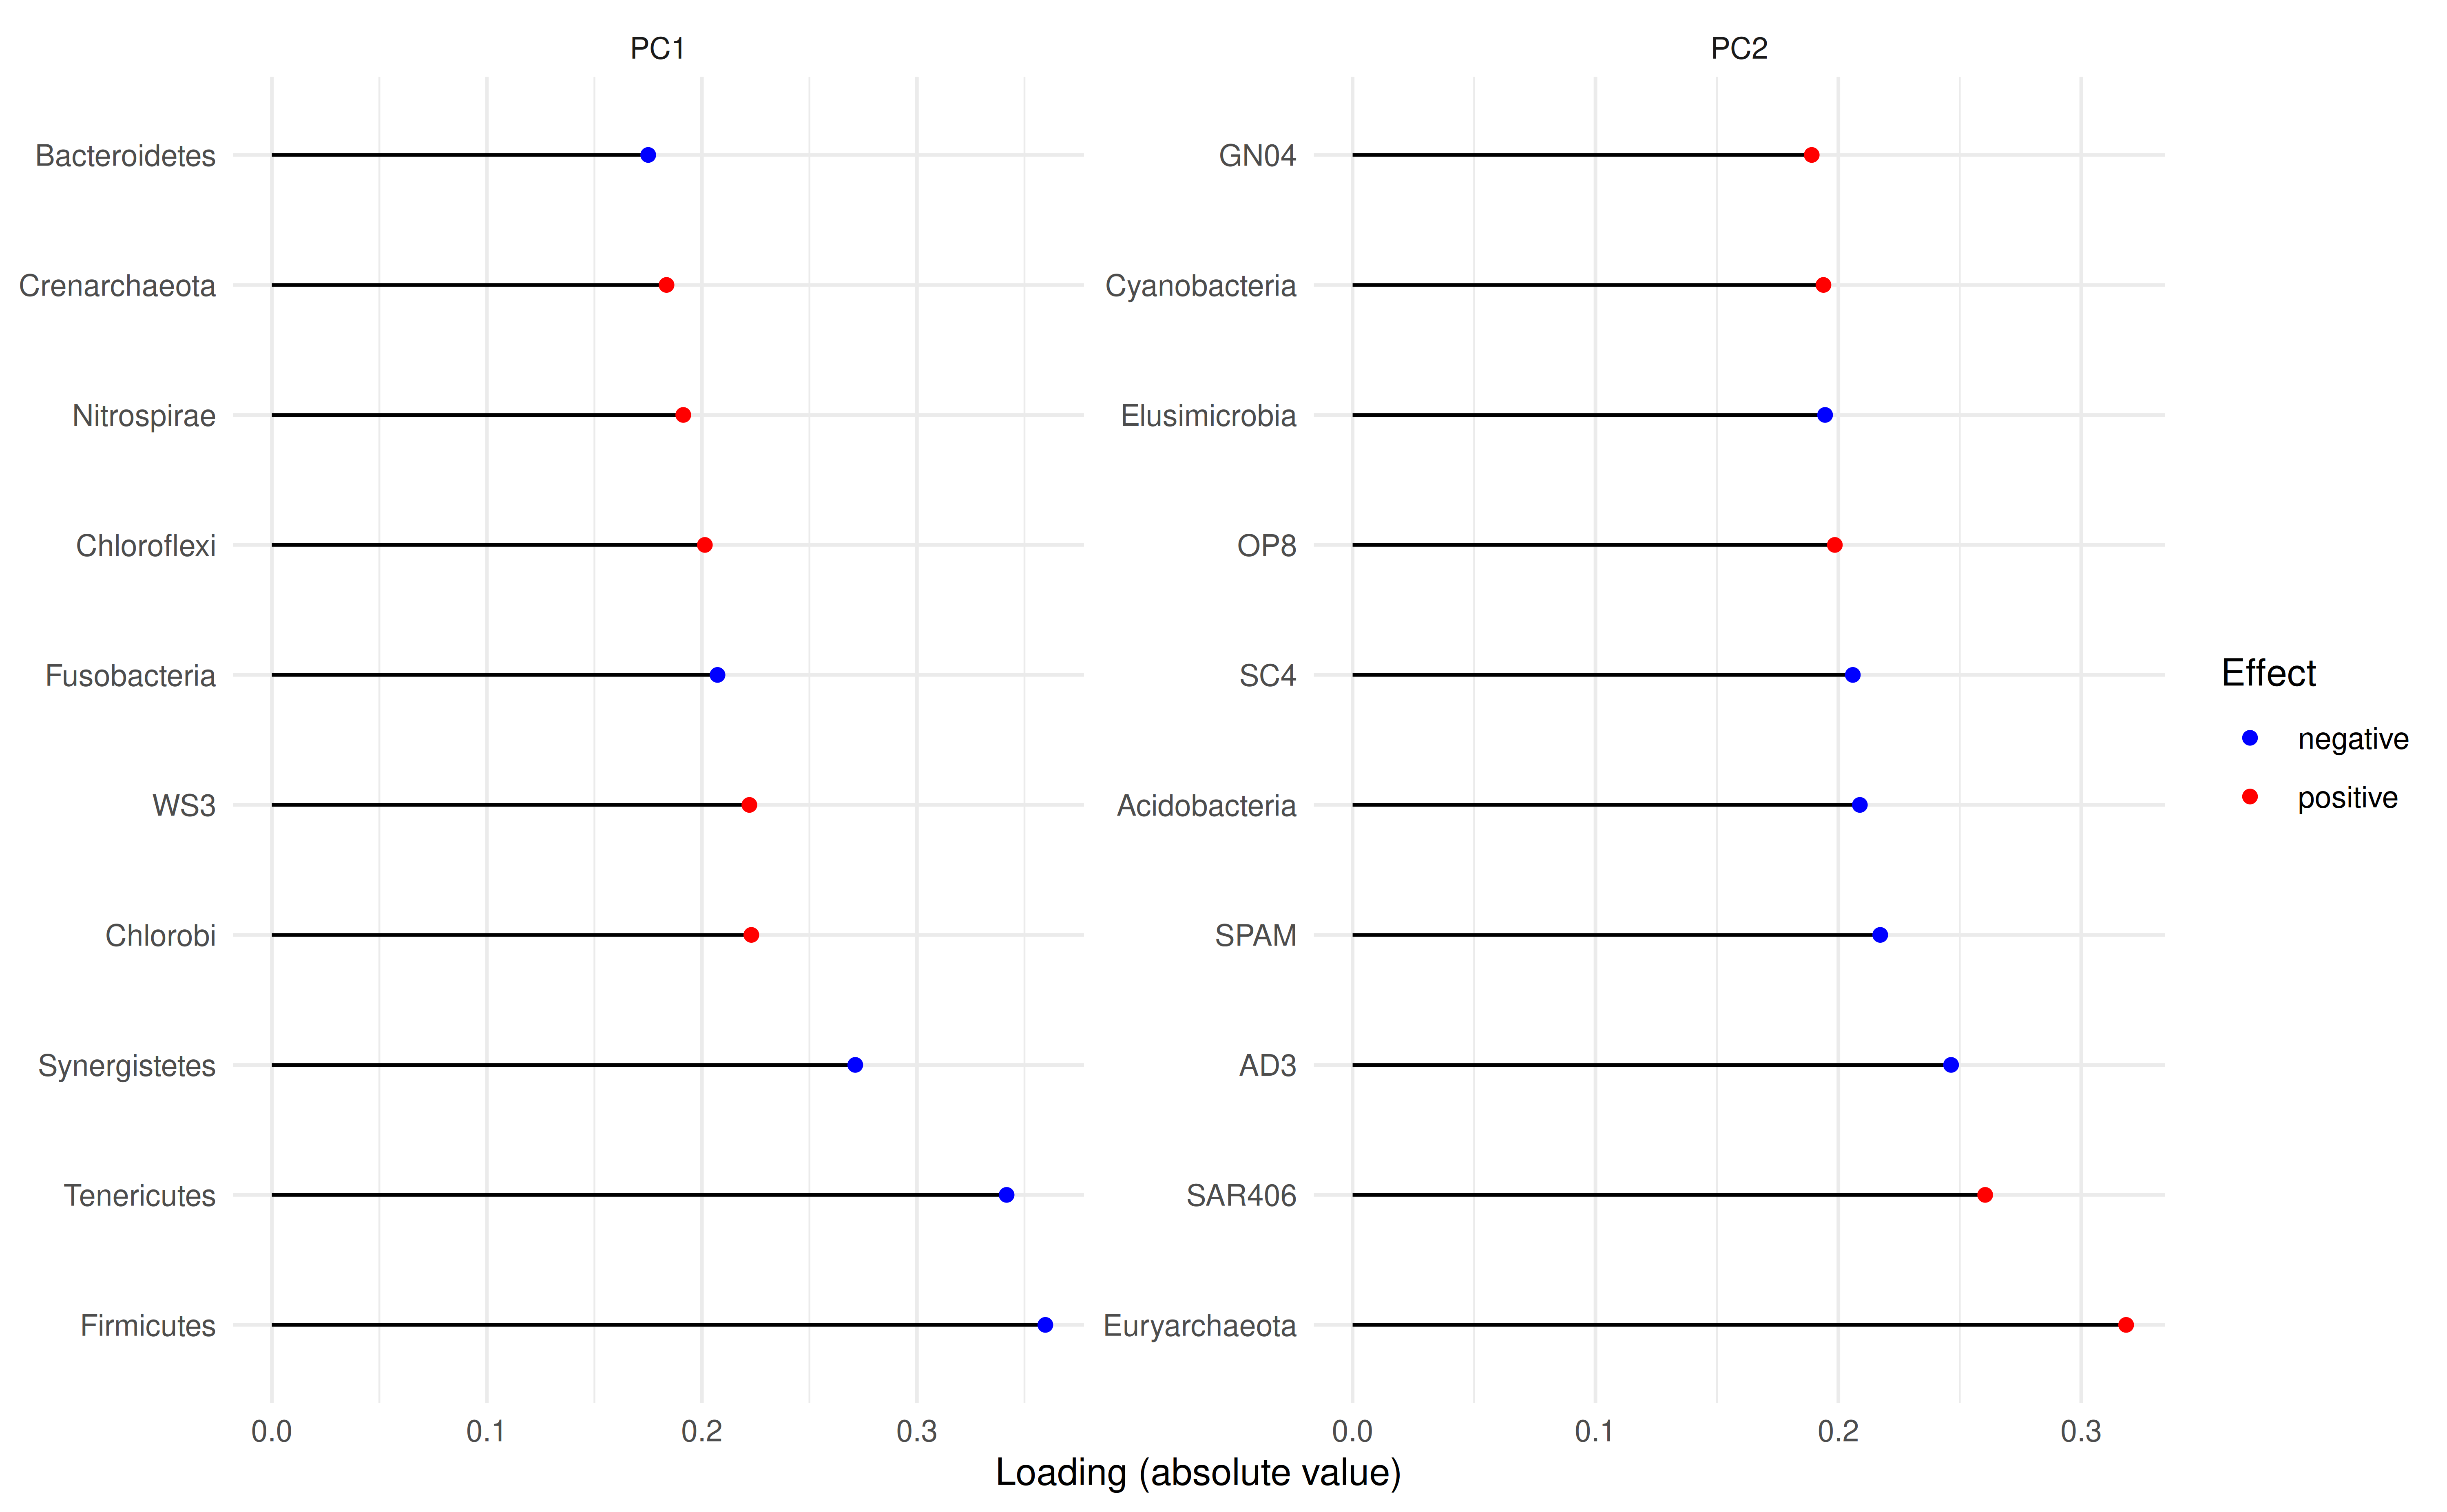 PC1
Bacteroidetes
Crenarchaeota
Nitrospirae
Chloroflexi
Fusobacteria
WS3
Chlorobi
Synergistetes
Tenericutes
Firmicutes
0.0 0.1 0.2 0.3
PC2
GN04
Cyanobacteria
Elusimicrobia
OP8
SC4
Acidobacteria
SPAM
AD3
SAR406
Euryarchaeota
0.0 0.1 0.2 0.3
Loading (absolute value)
Effect
negative
positive